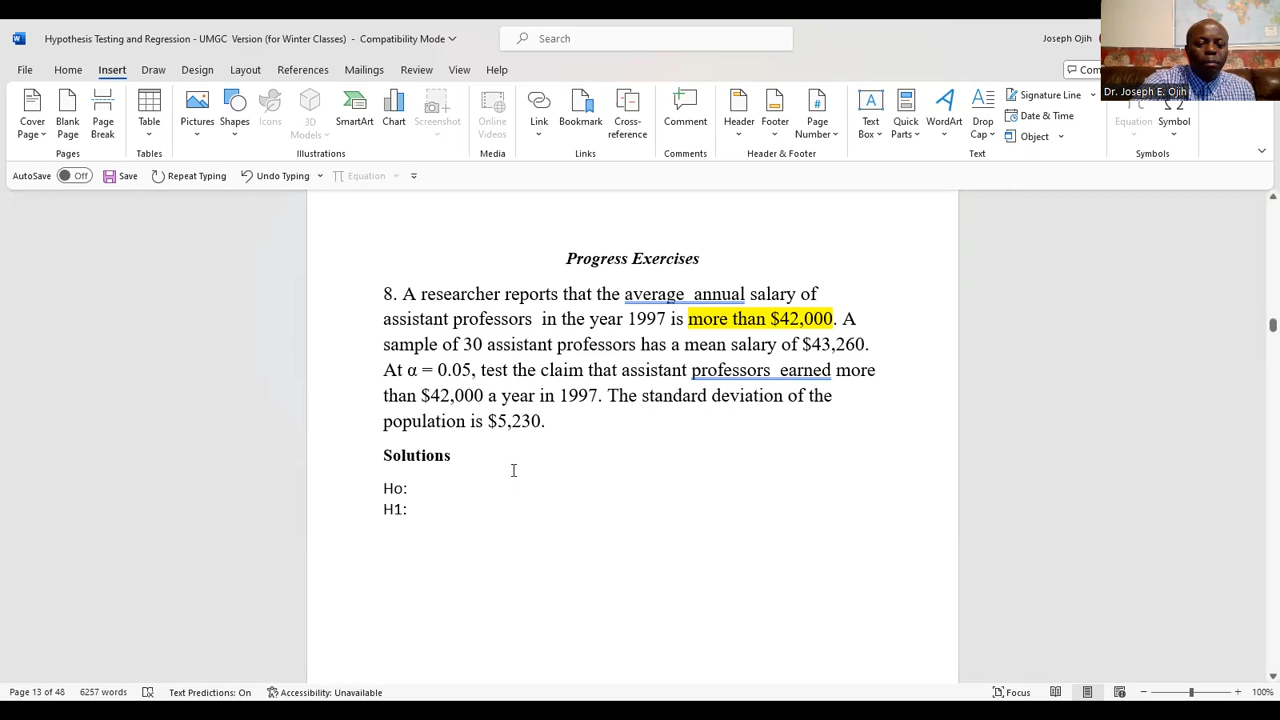 Hypothesis Testing and Regression - UMGC Version (for Winter Classes) - Compatibility Mode
Search
Joseph Ojih
File Home Insert Draw Design Layout References Mailings Review View Help
Com
Dr. Joseph E. Ojih
Cover Page
Blank Page
Page Break
Table
Pictures
Shapes
Icons
3D Models
SmartArt
Chart
Screenshot
Online Videos
Link
Bookmark
Cross-reference
Comment
Header
Footer
Page Number
Text Box
Quick Parts
WordArt
Drop Cap
Signature Line
Date & Time
Object
Equation
Symbol
Pages Tables Illustrations Media Links Comments Header & Footer Text Symbols
AutoSave Off Save Repeat Typing Undo Typing Equation
Progress Exercises
8. A researcher reports that the average annual salary of
assistant professors in the year 1997 is more than $42,000. A
sample of 30 assistant professors has a mean salary of $43,260.
At α = 0.05, test the claim that assistant professors earned more
than $42,000 a year in 1997. The standard deviation of the
population is $5,230.
Solutions
Ho:
H1:
Page 13 of 48 6257 words Text Predictions: On Accessibility: Unavailable Focus 100%